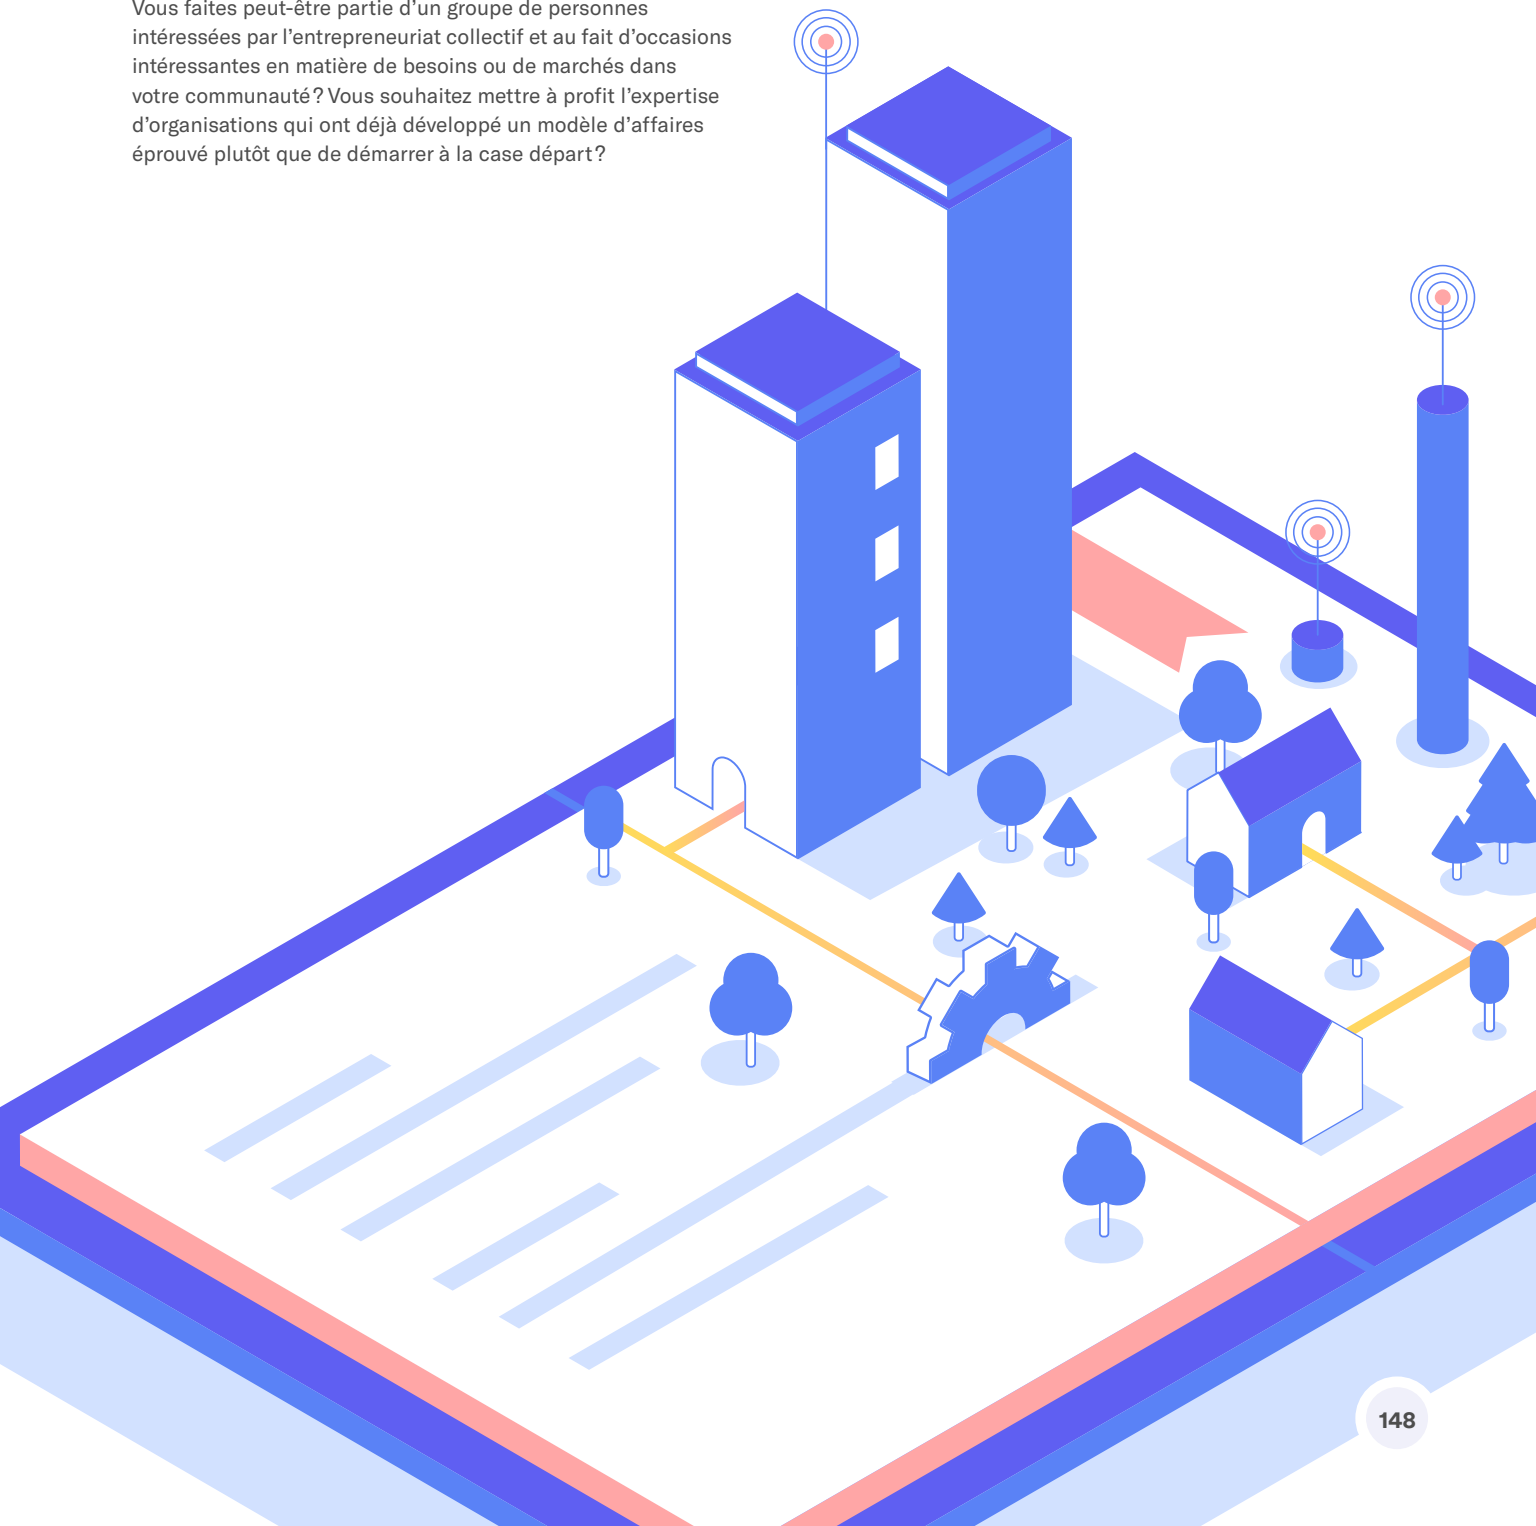 Vous faites peut-être partie d’un groupe de personnes
intéressées par l’entrepreneuriat collectif et au fait d’occasions
intéressantes en matière de besoins ou de marchés dans
votre communauté ? Vous souhaitez mettre à profit l’expertise
d’organisations qui ont déjà développé un modèle d’affaires
éprouvé plutôt que de démarrer à la case départ ?
148